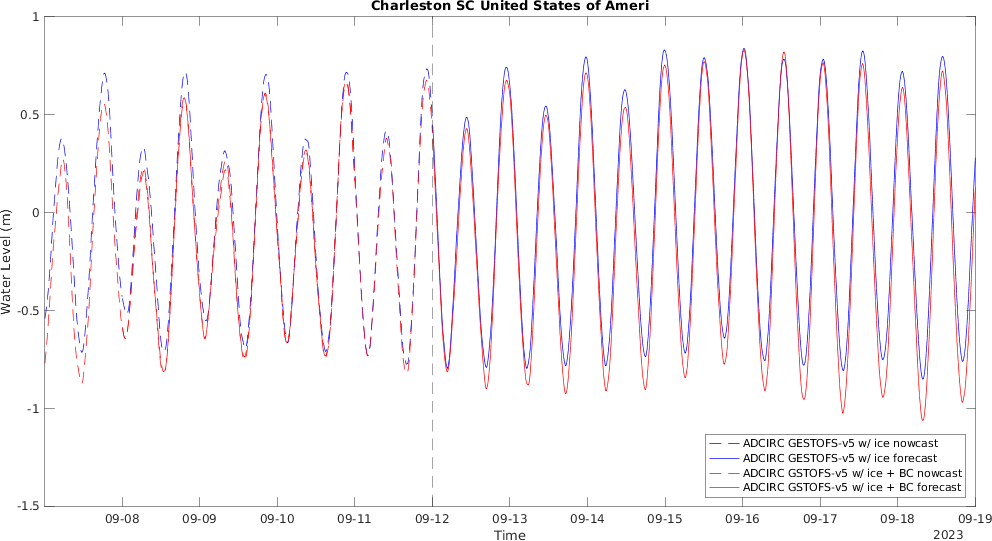 Charleston SC United States of Ameri
1
0.5
0
-0.5
-1
-1.5
Water Level (m)
ADCIRC GESTOFS-v5 w/ ice nowcast
ADCIRC GESTOFS-v5 w/ ice forecast
ADCIRC GSTOFS-v5 w/ ice + BC nowcast
ADCIRC GSTOFS-v5 w/ ice + BC forecast
09-08 09-09 09-10 09-11 09-12 09-13 09-14 09-15 09-16 09-17 09-18 09-19
Time
2023